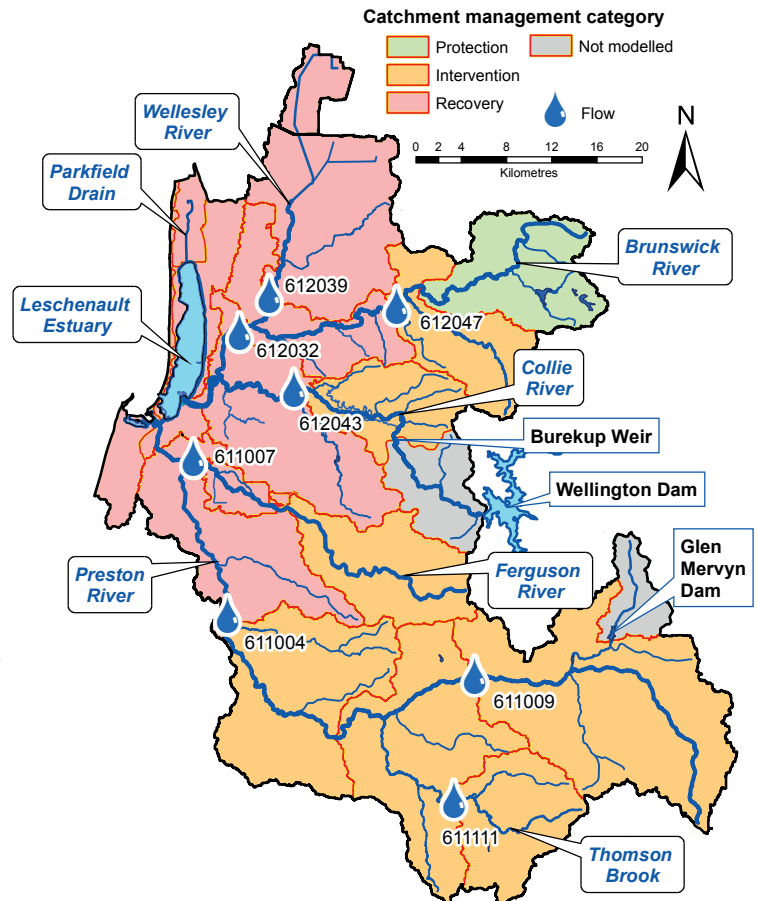 Catchment management category
Protection
Not modelled
Intervention
Recovery
Flow
N
0 2 4 8 12 16 20
Kilometres
Wellesley
River
Parkfield
Drain
Brunswick
River
Leschenault
Estuary
612039
612047
612032
Collie
River
612043
Burekup Weir
611007
Wellington Dam
Glen
Mervyn
Dam
Preston
River
Ferguson
River
611004
611009
611111
Thomson
Brook